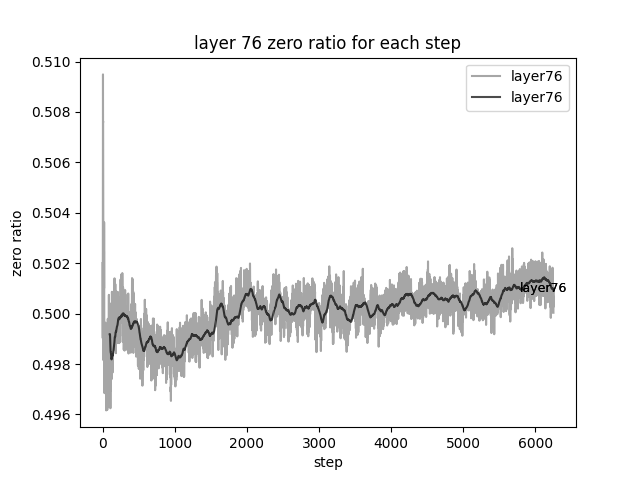 layer 76 zero ratio for each step
layer76
layer76
0.510
0.508
0.506
0.504
0.502
0.500
0.498
0.496
zero ratio
layer76
0
1000
2000
3000
4000
5000
6000
step